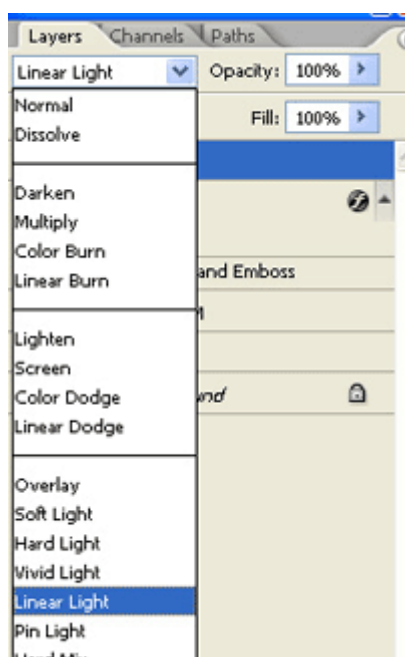 Layers Channels Paths
Linear Light Opacity: 100%
Normal
Fill: 100%
Dissolve
Darken
Multiply
Color Burn
and Emboss
Linear Burn
Lighten
Screen
Color Dodge
Linear Dodge
Overlay
Soft Light
Hard Light
Vivid Light
Linear Light
Pin Light